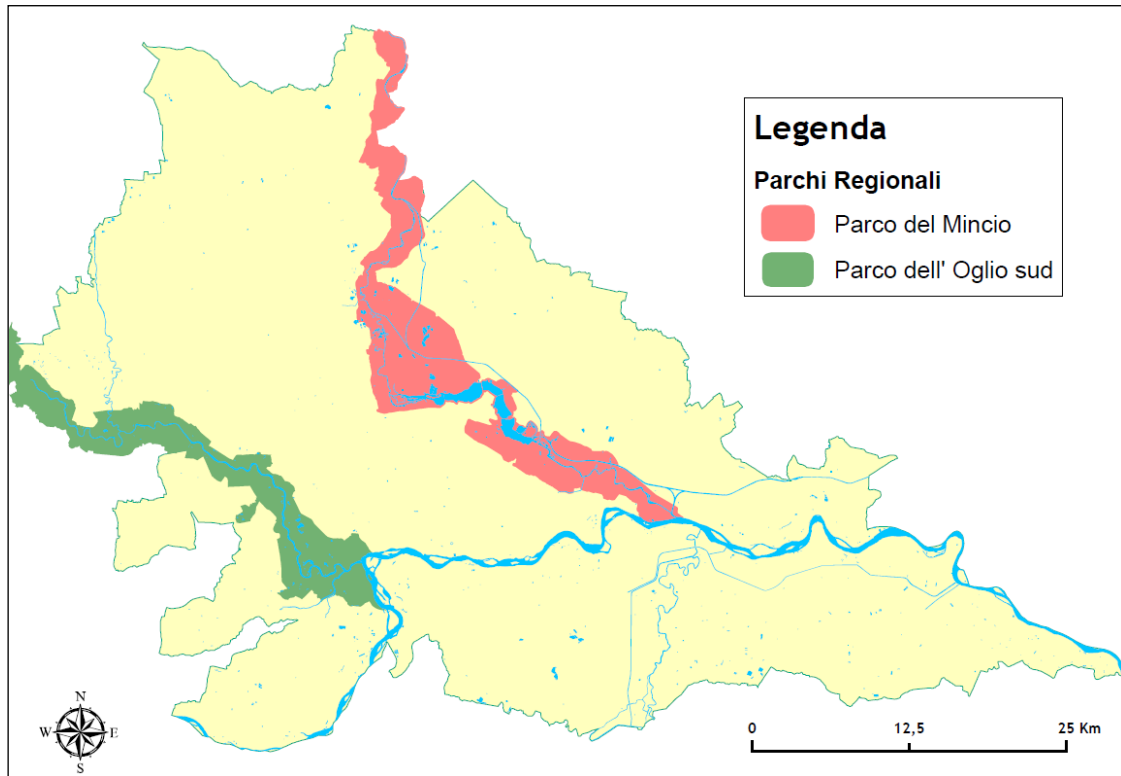 Legenda
Parchi Regionali
Parco del Mincio
Parco dell' Oglio sud
N
W E
S
0 12,5 25 Km